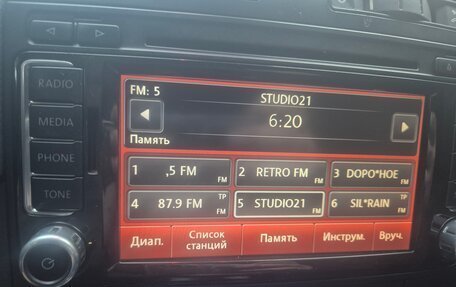 RADIO
MEDIA
PHONE
TONE
FM: 5
STUDIO21
6:20
Память
1 ,5 FM FM
2 RETRO FM FM
3 DOPO*HOE FM
4 87.9 FM TP FM
5 STUDIO21 FM
6 SIL*RAIN TP FM
Диап.
Список
станций
Память
Инструм.
Вруч.